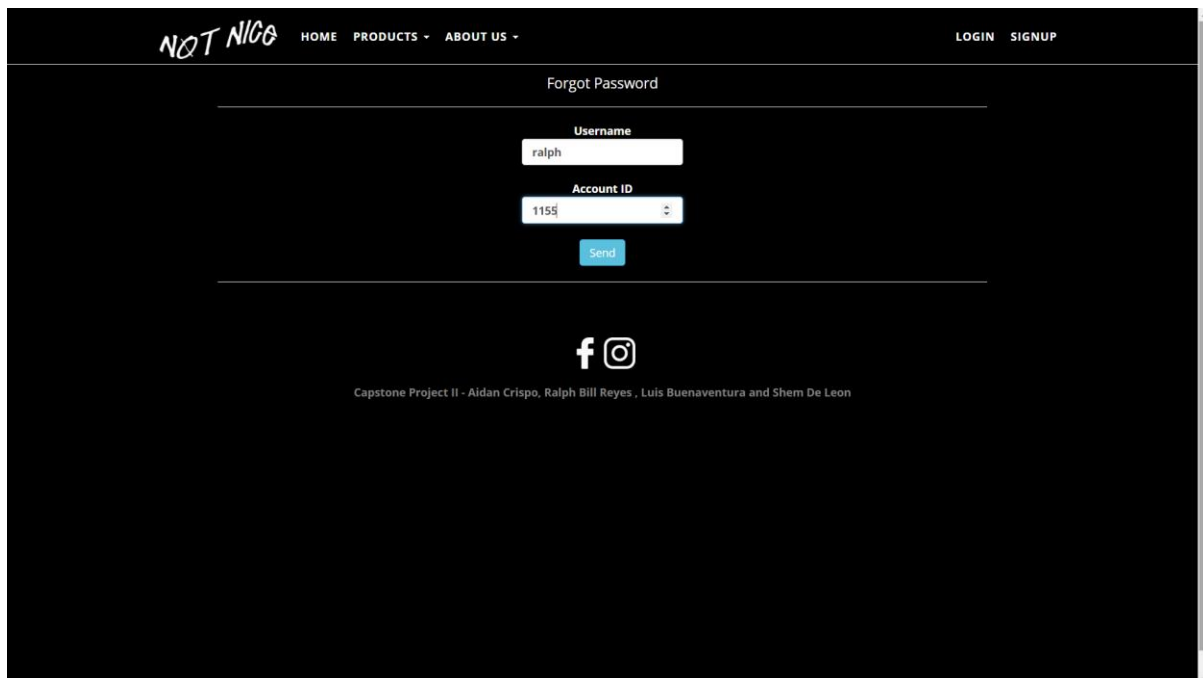 NOT NICO HOME PRODUCTS ABOUT US LOGIN SIGNUP
Forgot Password
Username
ralph
Account ID
1155
Send
Capstone Project II - Aidan Crispo, Ralph Bill Reyes , Luis Buenaventura and Shem De Leon